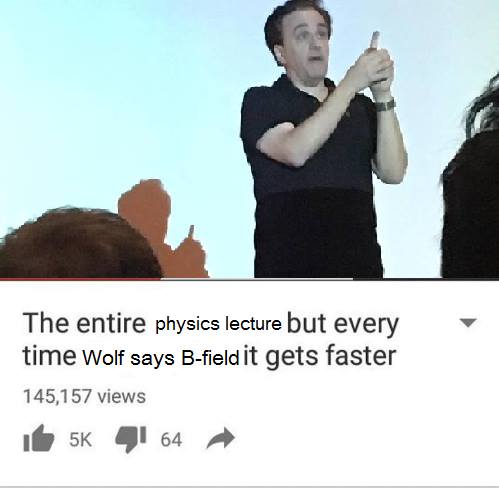 The entire physics lecture but every
time Wolf says B-field it gets faster
145,157 views
5K 64